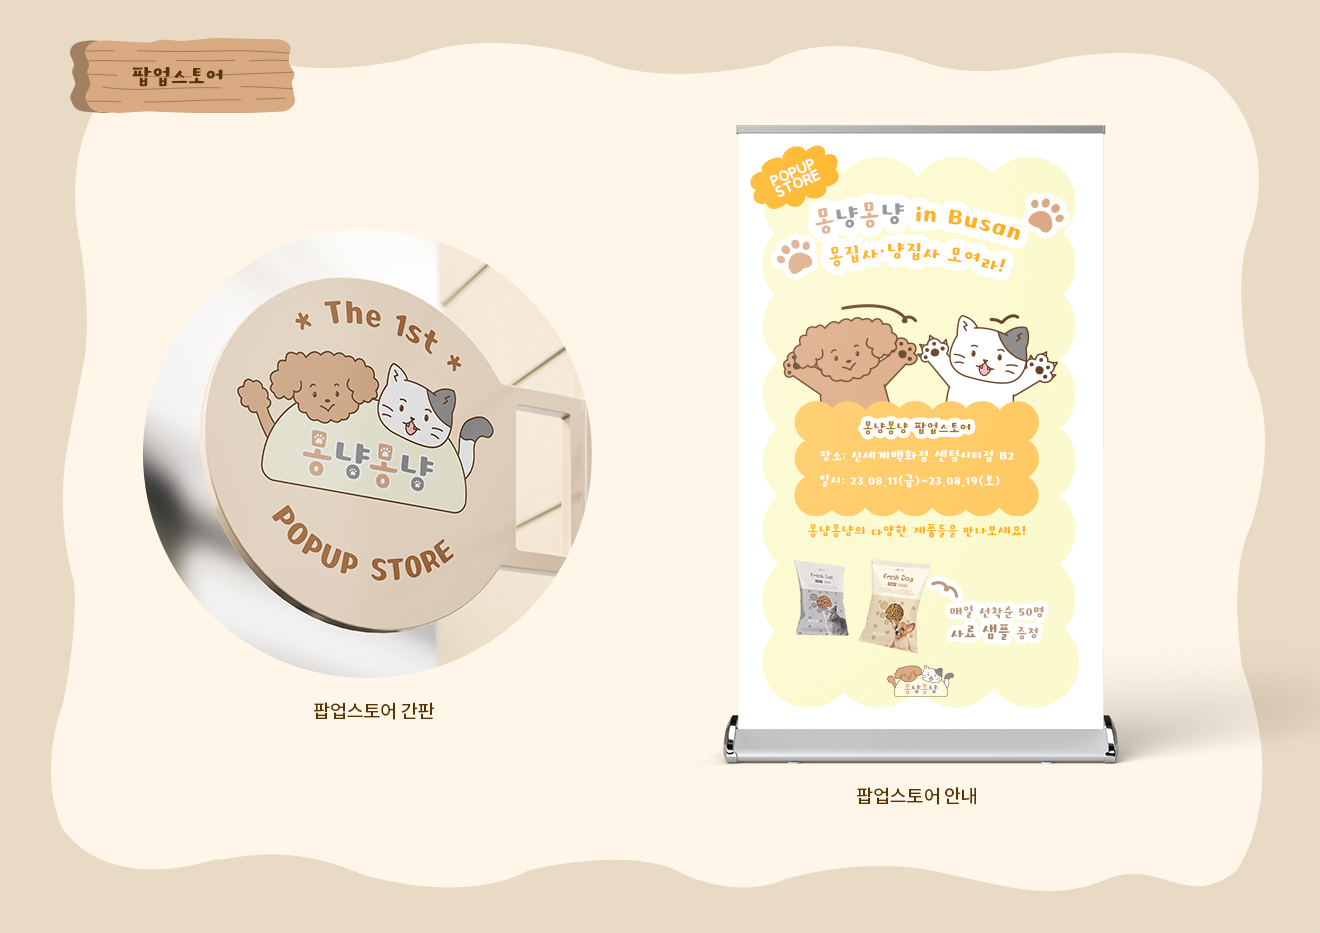 팝업스토어
The 1st
몽냥몽냥
POPUP STORE
팝업스토어 간판
POPUP
STORE
몽냥몽냥 in Busan
몽집사·냥집사 모여라!
몽냥몽냥 팝업스토어
장소: 신세계백화점 센텀시티점 B2
일시: 23.08.11(금)~23.08.19(토)
몽냥몽냥의 다양한 제품들을 만나보세요!
Fresh Cat
Fresh Dog
매일 선착순 50명
사료 샘플 증정
몽냥몽냥
팝업스토어 안내